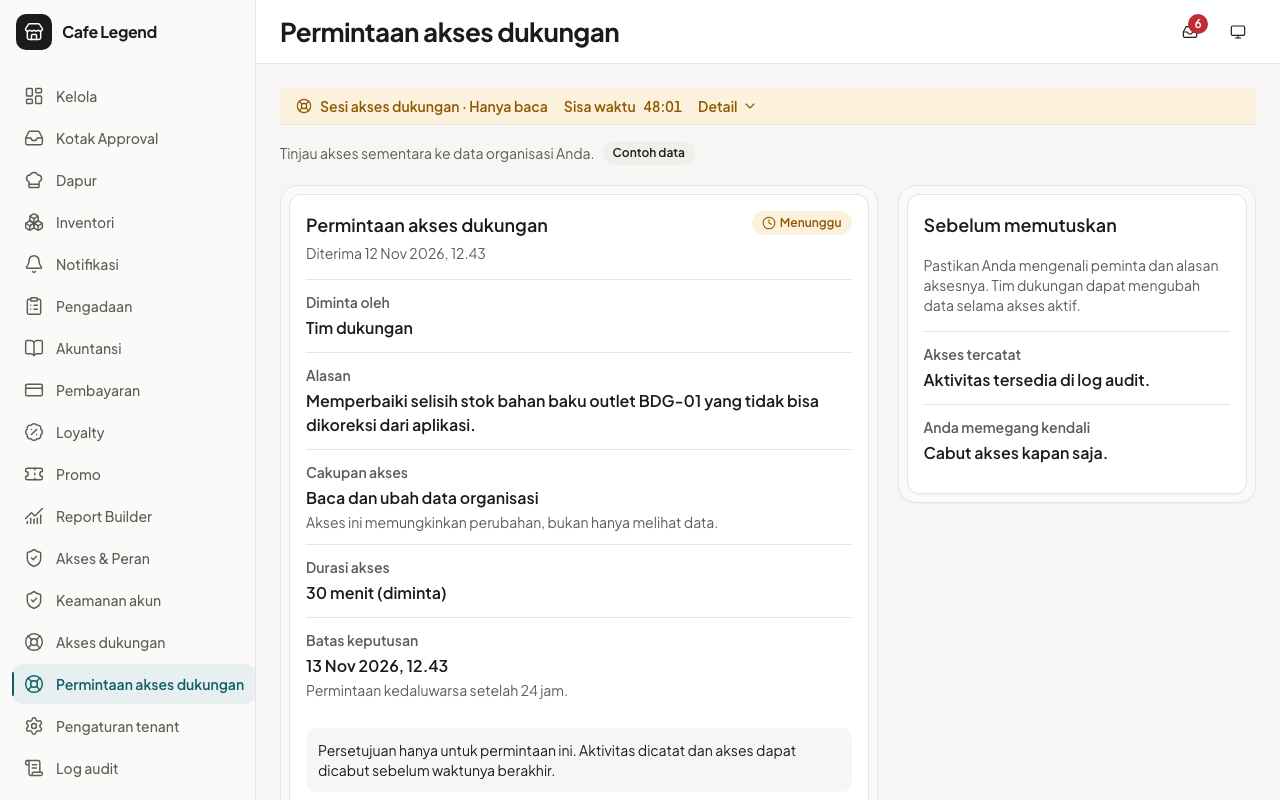 Cafe Legend
Permintaan akses dukungan
6
Kelola
Kotak Approval
Dapur
Inventori
Notifikasi
Pengadaan
Akuntansi
Pembayaran
Loyalty
Promo
Report Builder
Akses & Peran
Keamanan akun
Akses dukungan
Permintaan akses dukungan
Pengaturan tenant
Log audit
Sesi akses dukungan · Hanya baca Sisa waktu 48:01 Detail
Tinjau akses sementara ke data organisasi Anda. Contoh data
Permintaan akses dukungan
Menunggu
Diterima 12 Nov 2026, 12.43
Diminta oleh
Tim dukungan
Alasan
Memperbaiki selisih stok bahan baku outlet BDG-01 yang tidak bisa
dikoreksi dari aplikasi.
Cakupan akses
Baca dan ubah data organisasi
Akses ini memungkinkan perubahan, bukan hanya melihat data.
Durasi akses
30 menit (diminta)
Batas keputusan
13 Nov 2026, 12.43
Permintaan kedaluwarsa setelah 24 jam.
Persetujuan hanya untuk permintaan ini. Aktivitas dicatat dan akses dapat
dicabut sebelum waktunya berakhir.
Sebelum memutuskan
Pastikan Anda mengenali peminta dan alasan
aksesnya. Tim dukungan dapat mengubah
data selama akses aktif.
Akses tercatat
Aktivitas tersedia di log audit.
Anda memegang kendali
Cabut akses kapan saja.